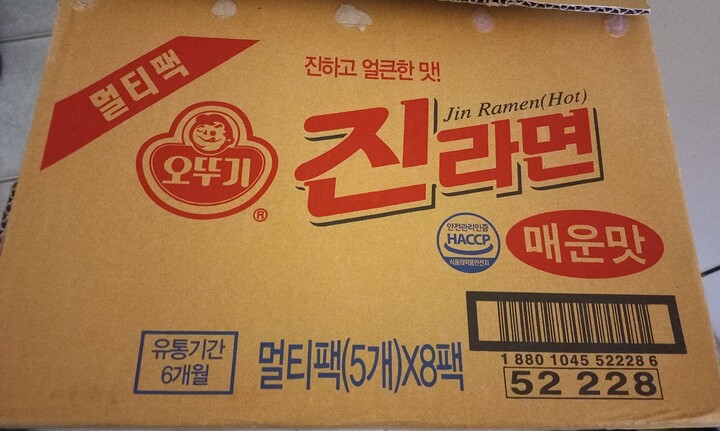 멀티팩
진하고 얼큰한 맛!
오뚜기
®
Jin Ramen(Hot)
진라면
안전관리인증
HACCP
식품의약품안전처
매운맛
유통기간
6개월
멀티팩(5개)X8팩
1 880 1045 52228 6
52 228